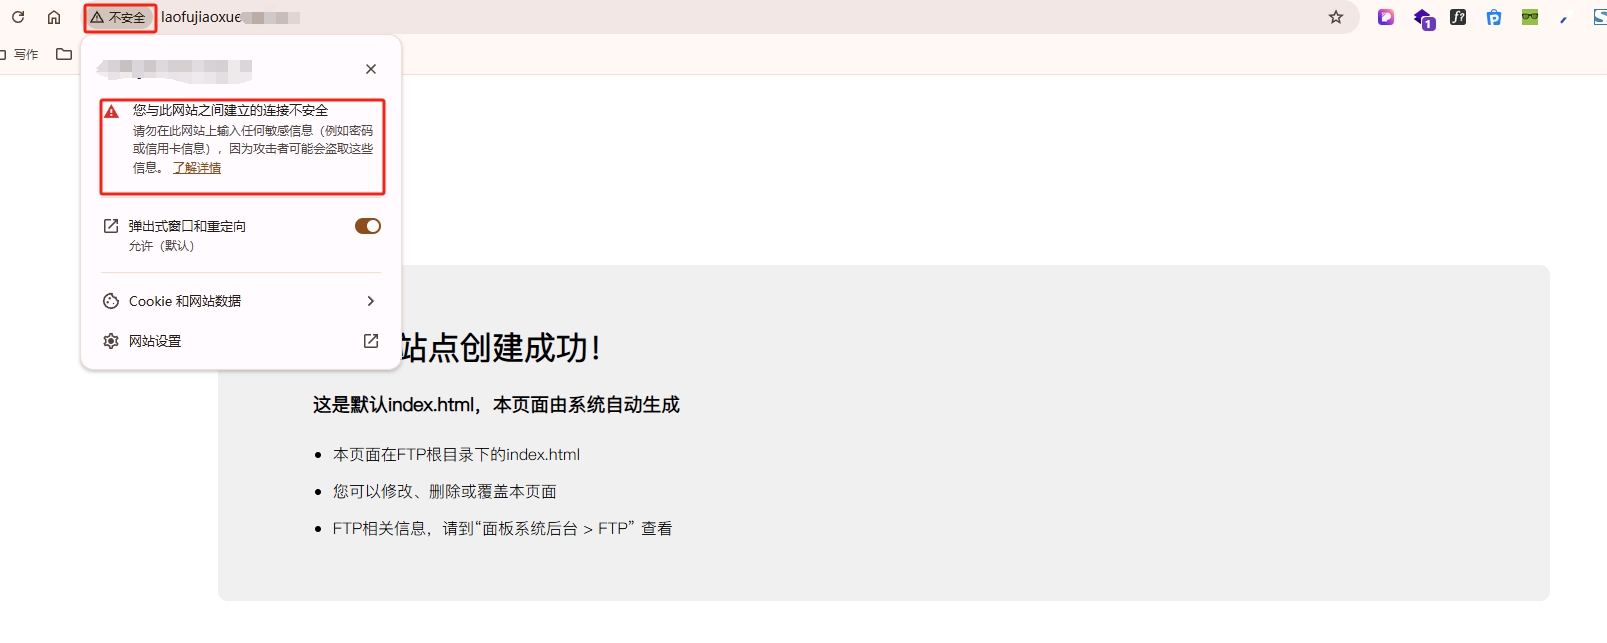 不安全
laofujiaoxue
写作
您与此网站之间建立的连接不安全
请勿在此网站上输入任何敏感信息（例如密码
或信用卡信息），因为攻击者可能会盗取这些
信息。 了解详情
弹出式窗口和重定向
允许（默认）
Cookie 和网站数据
网站设置
站点创建成功！
这是默认index.html，本页面由系统自动生成
本页面在FTP根目录下的index.html
您可以修改、删除或覆盖本页面
FTP相关信息，请到“面板系统后台 > FTP” 查看
1
f?